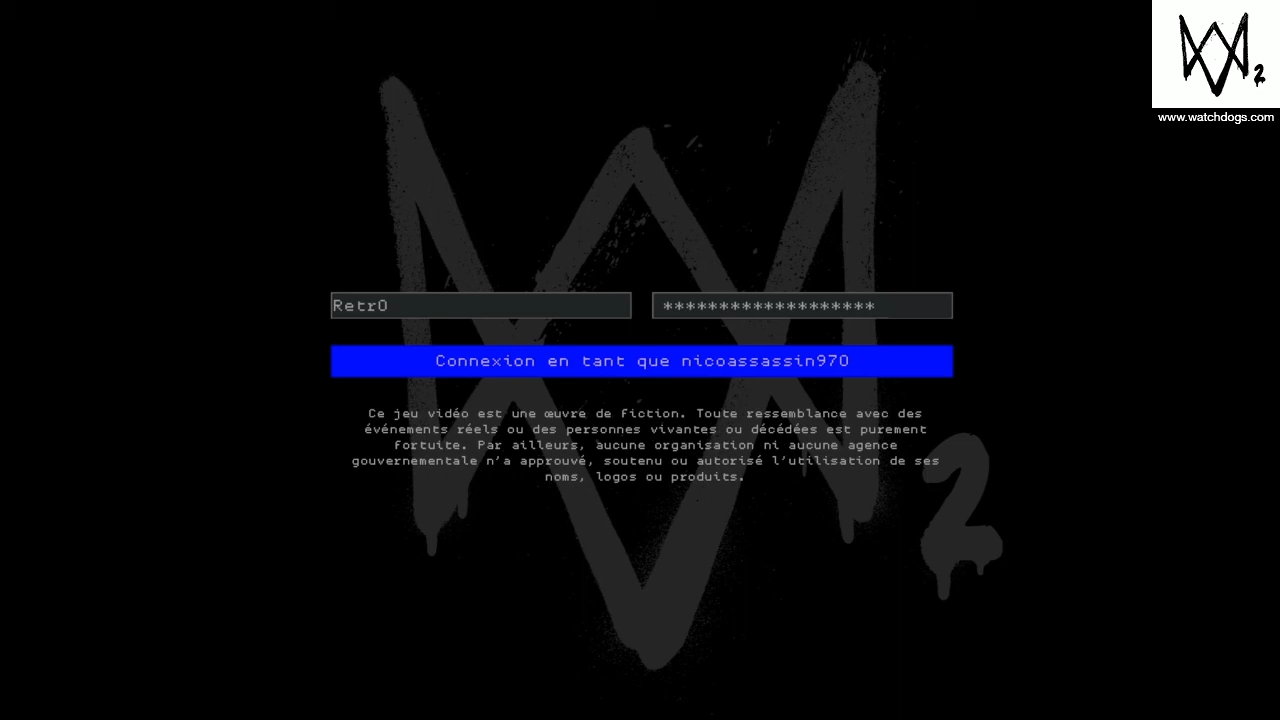 2
www.watchdogs.com
Retr0
*******************
Connexion en tant que nicoassassin970
Ce jeu vidéo est une œuvre de fiction. Toute ressemblance avec des
événements réels ou des personnes vivantes ou décédées est purement
fortuite. Par ailleurs, aucune organisation ni aucune agence
gouvernementale n'a approuvé, soutenu ou autorisé l'utilisation de ses
noms, logos ou produits.
2